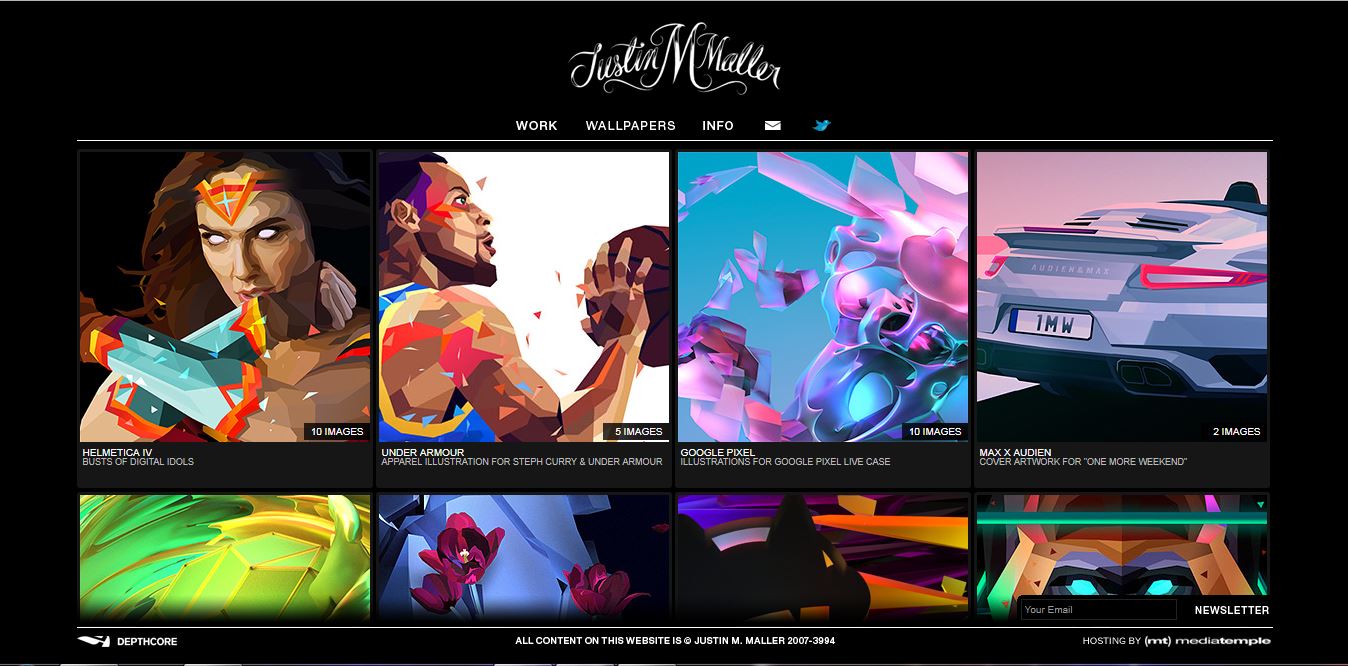 Justin M Maller
WORK WALLPAPERS INFO
10 IMAGES
HELMETICA IV
BUSTS OF DIGITAL IDOLS
5 IMAGES
UNDER ARMOUR
APPAREL ILLUSTRATION FOR STEPH CURRY & UNDER ARMOUR
10 IMAGES
GOOGLE PIXEL
ILLUSTRATIONS FOR GOOGLE PIXEL LIVE CASE
AUDIEN&MAX
1MW
2 IMAGES
MAX X AUDIEN
COVER ARTWORK FOR "ONE MORE WEEKEND"
Your Email NEWSLETTER
DEPTHCORE
ALL CONTENT ON THIS WEBSITE IS © JUSTIN M. MALLER 2007-3994
HOSTING BY (mt) mediatemple